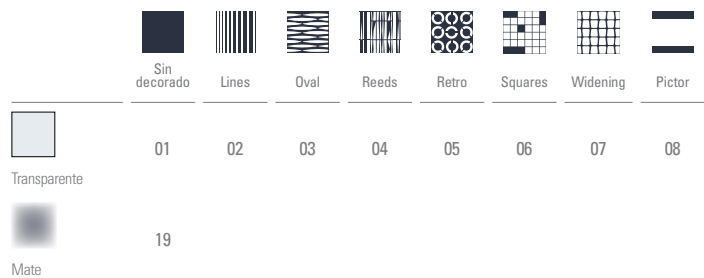 Sin
decorado Lines Oval Reeds Retro Squares Widening Pictor
01 02 03 04 05 06 07 08
Transparente
19
Mate